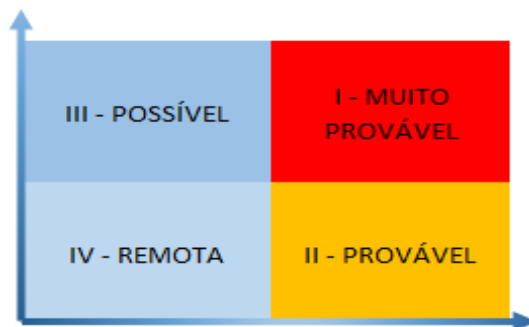 III - POSSÍVEL
I - MUITO
PROVÁVEL
IV - REMOTA
II - PROVÁVEL